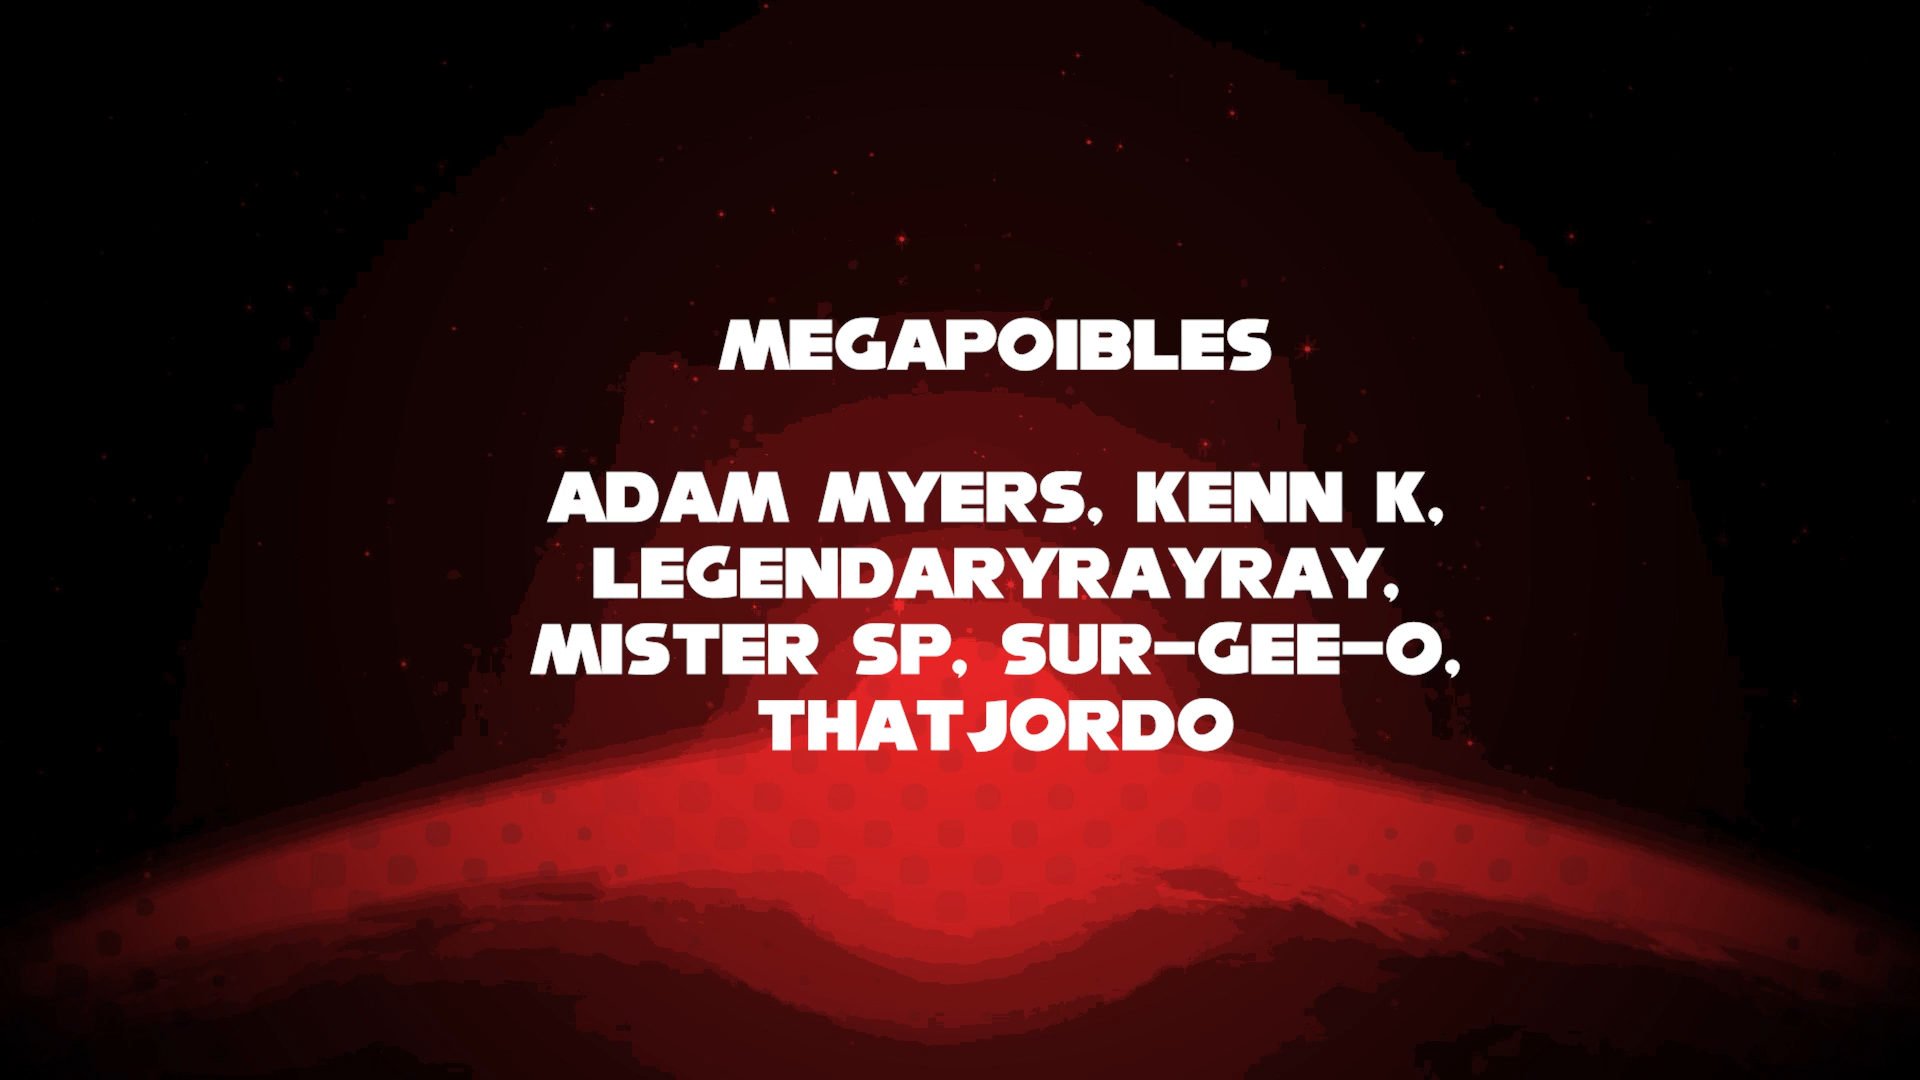 MEGAPOIBLES
ADAM MYERS, KENN K,
LEGENDARYRAYRAY,
MISTER SP, SUR-GEE-O,
THATJORDO